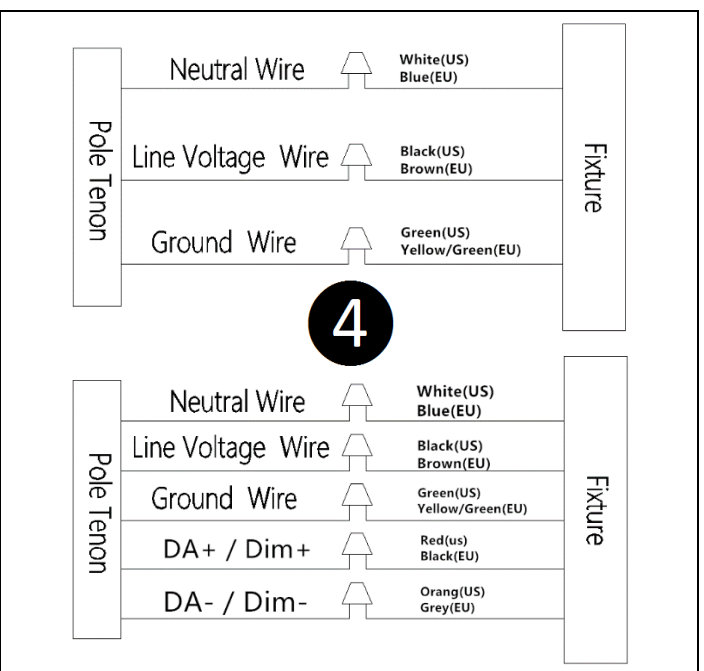 Pole Tenon
Neutral Wire
White(US)
Blue(EU)
Line Voltage Wire
Black(US)
Brown(EU)
Ground Wire
Green(US)
Yellow/Green(EU)
Fixture
4
Pole Tenon
Neutral Wire
White(US)
Blue(EU)
Line Voltage Wire
Black(US)
Brown(EU)
Ground Wire
Green(US)
Yellow/Green(EU)
DA+ / Dim+
Red(us)
Black(EU)
DA- / Dim-
Orang(US)
Grey(EU)
Fixture